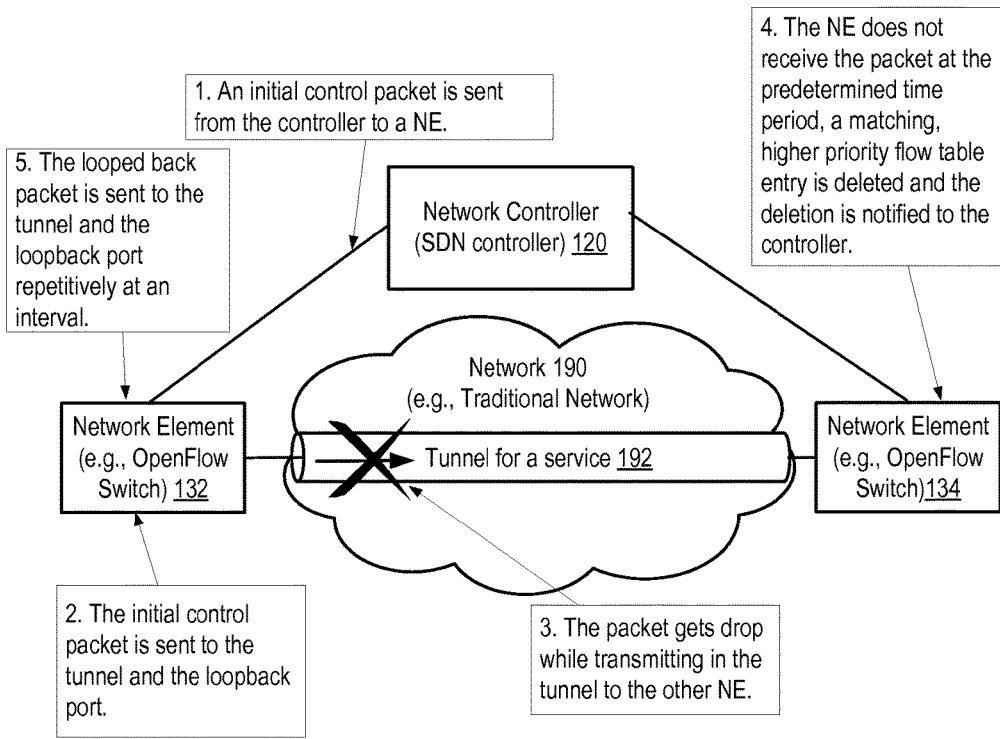 1. An initial control packet is sent
from the controller to a NE.
4. The NE does not
receive the packet at the
predetermined time
period, a matching,
higher priority flow table
entry is deleted and the
deletion is notified to the
controller.
5. The looped back
packet is sent to the
tunnel and the
loopback port
repetitively at an
interval.
Network Controller
(SDN controller) 120
Network 190
(e.g., Traditional Network)
Network Element
(e.g., OpenFlow
Switch) 132
Tunnel for a service 192
Network Element
(e.g., OpenFlow
Switch)134
2. The initial control
packet is sent to the
tunnel and the loopback
port.
3. The packet gets drop
while transmitting in the
tunnel to the other NE.